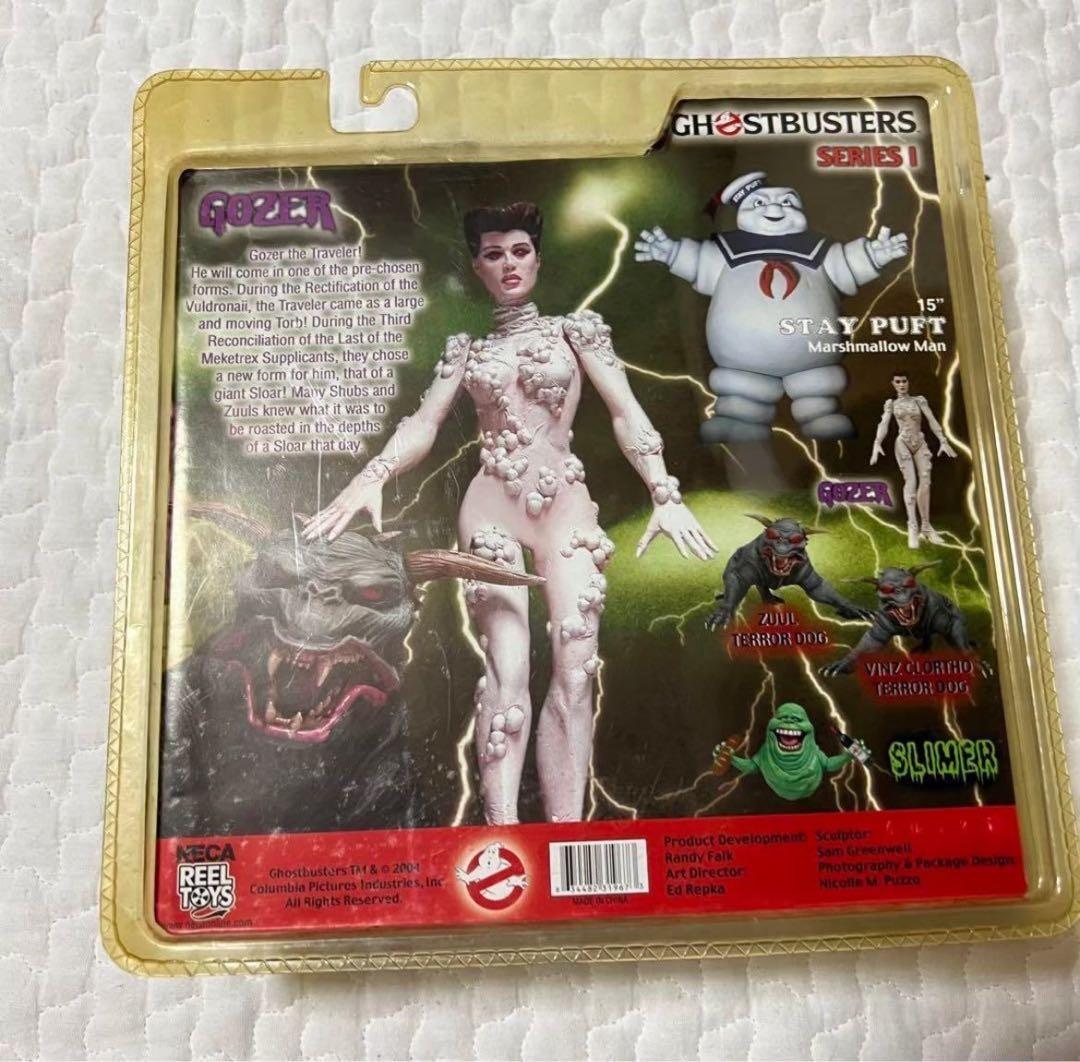 GHOSTBUSTERS
SERIES I
GOZER
Gozer the Traveler!
He will come in one of the pre-chosen
forms. During the Rectification of the
Vuldronaii, the Traveler came as a large
and moving Torb! During the Third
Reconciliation of the Last of the
Meketrex Supplicants, they chose
a new form for him, that of a
giant Sloar! Many Shubs and
Zuuls knew what it was to
be roasted in the depths
of a Sloar that day.
STAY PUFT
15"
STAY PUFT
Marshmallow Man
GOZER
ZUUL
TERROR DOG
VINZ CLORTHO
TERROR DOG
SLIMER
NECA
REEL
TOYS
www.necaonline.com
Ghostbusters TM & © 2004
Columbia Pictures Industries, Inc.
All Rights Reserved.
MADE IN CHINA
Product Development:
Randy Falk
Art Director:
Ed Repka
Sculptor:
Sam Greenwell
Photography & Package Design:
Nicolle M. Puzzo